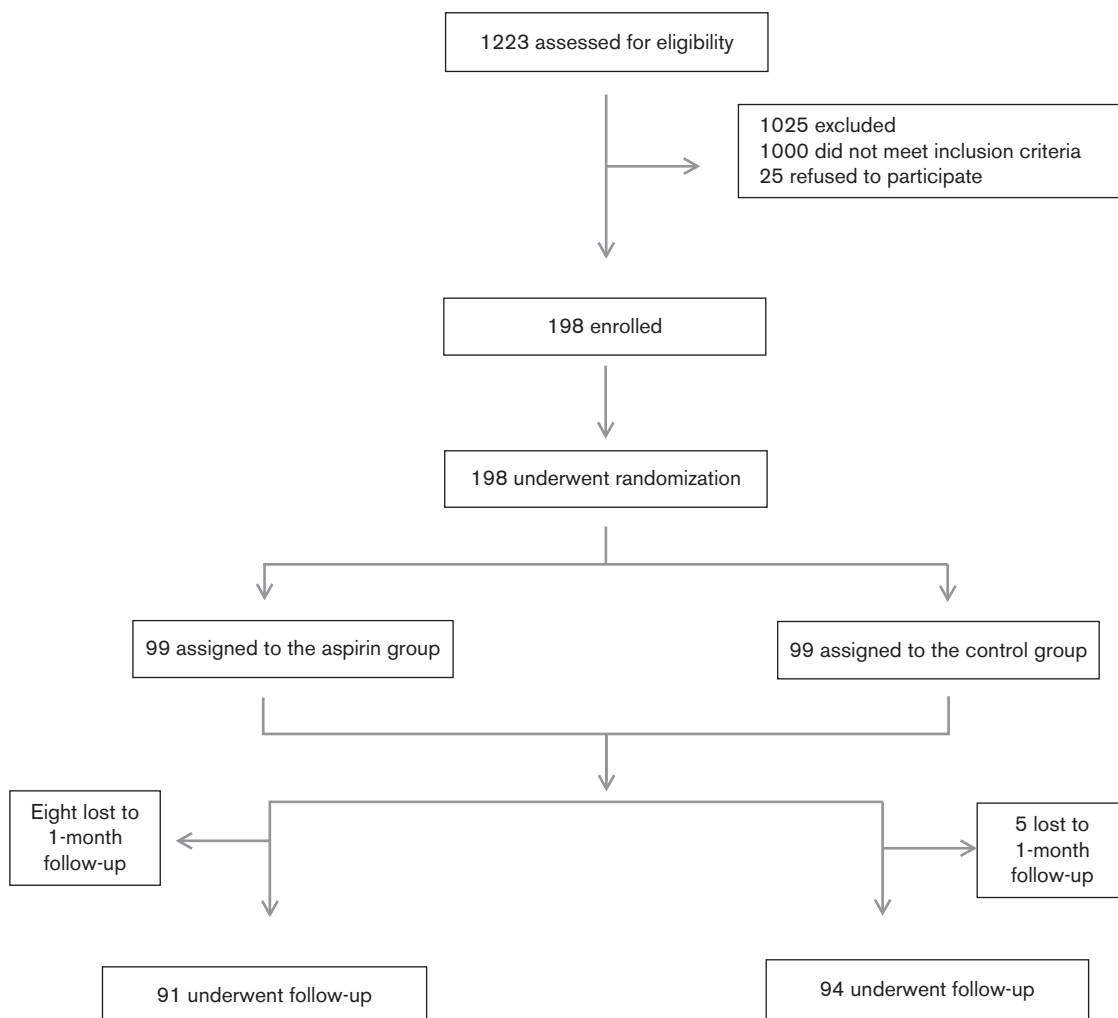 1223 assessed for eligibility
1025 excluded
1000 did not meet inclusion criteria
25 refused to participate
198 enrolled
198 underwent randomization
99 assigned to the aspirin group
99 assigned to the control group
Eight lost to
1-month
follow-up
5 lost to
1-month
follow-up
91 underwent follow-up
94 underwent follow-up